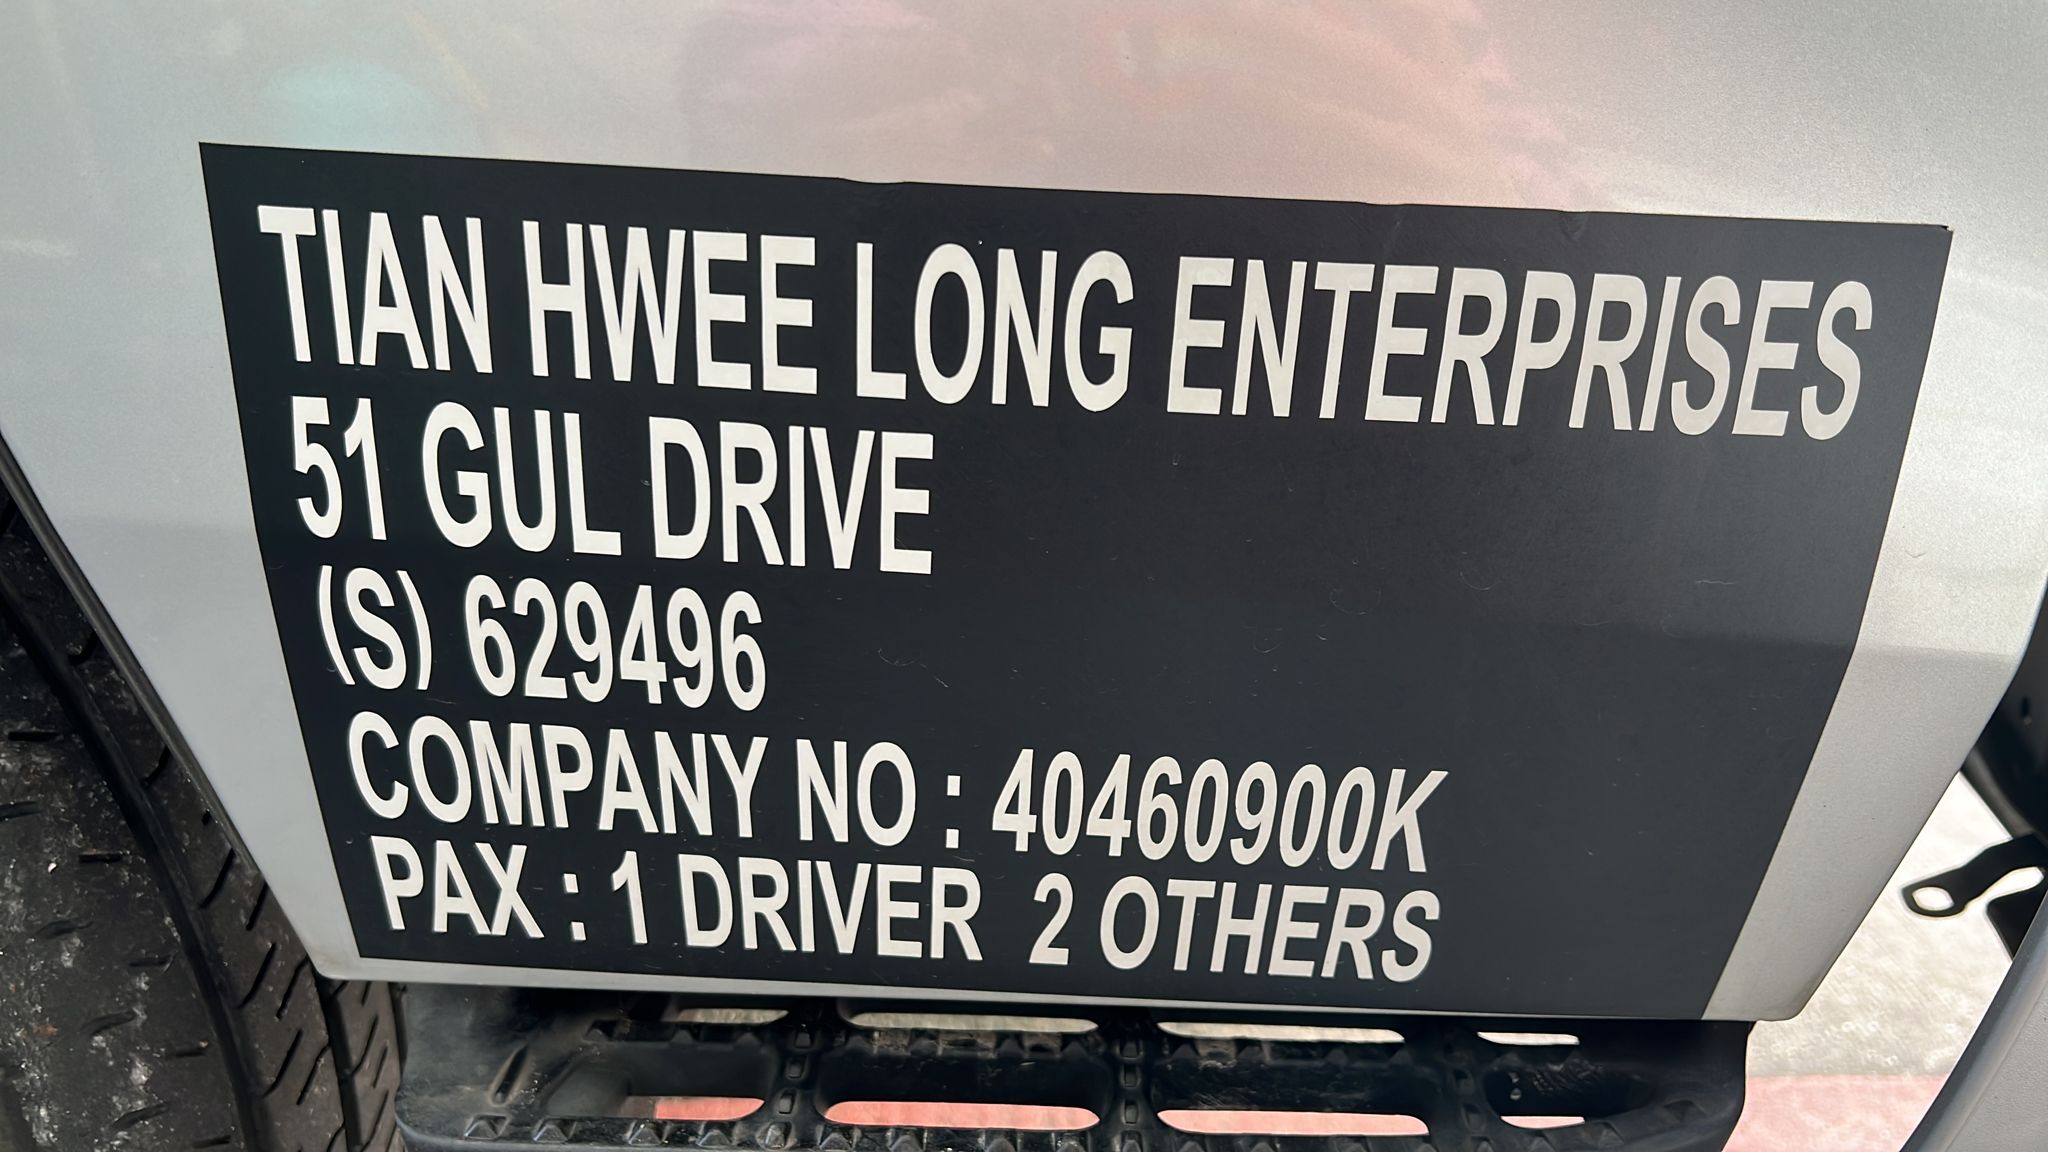 TIAN HWEE LONG ENTERPRISES
51 GUL DRIVE
(S) 629496
COMPANY NO : 40460900K
PAX : 1 DRIVER 2 OTHERS